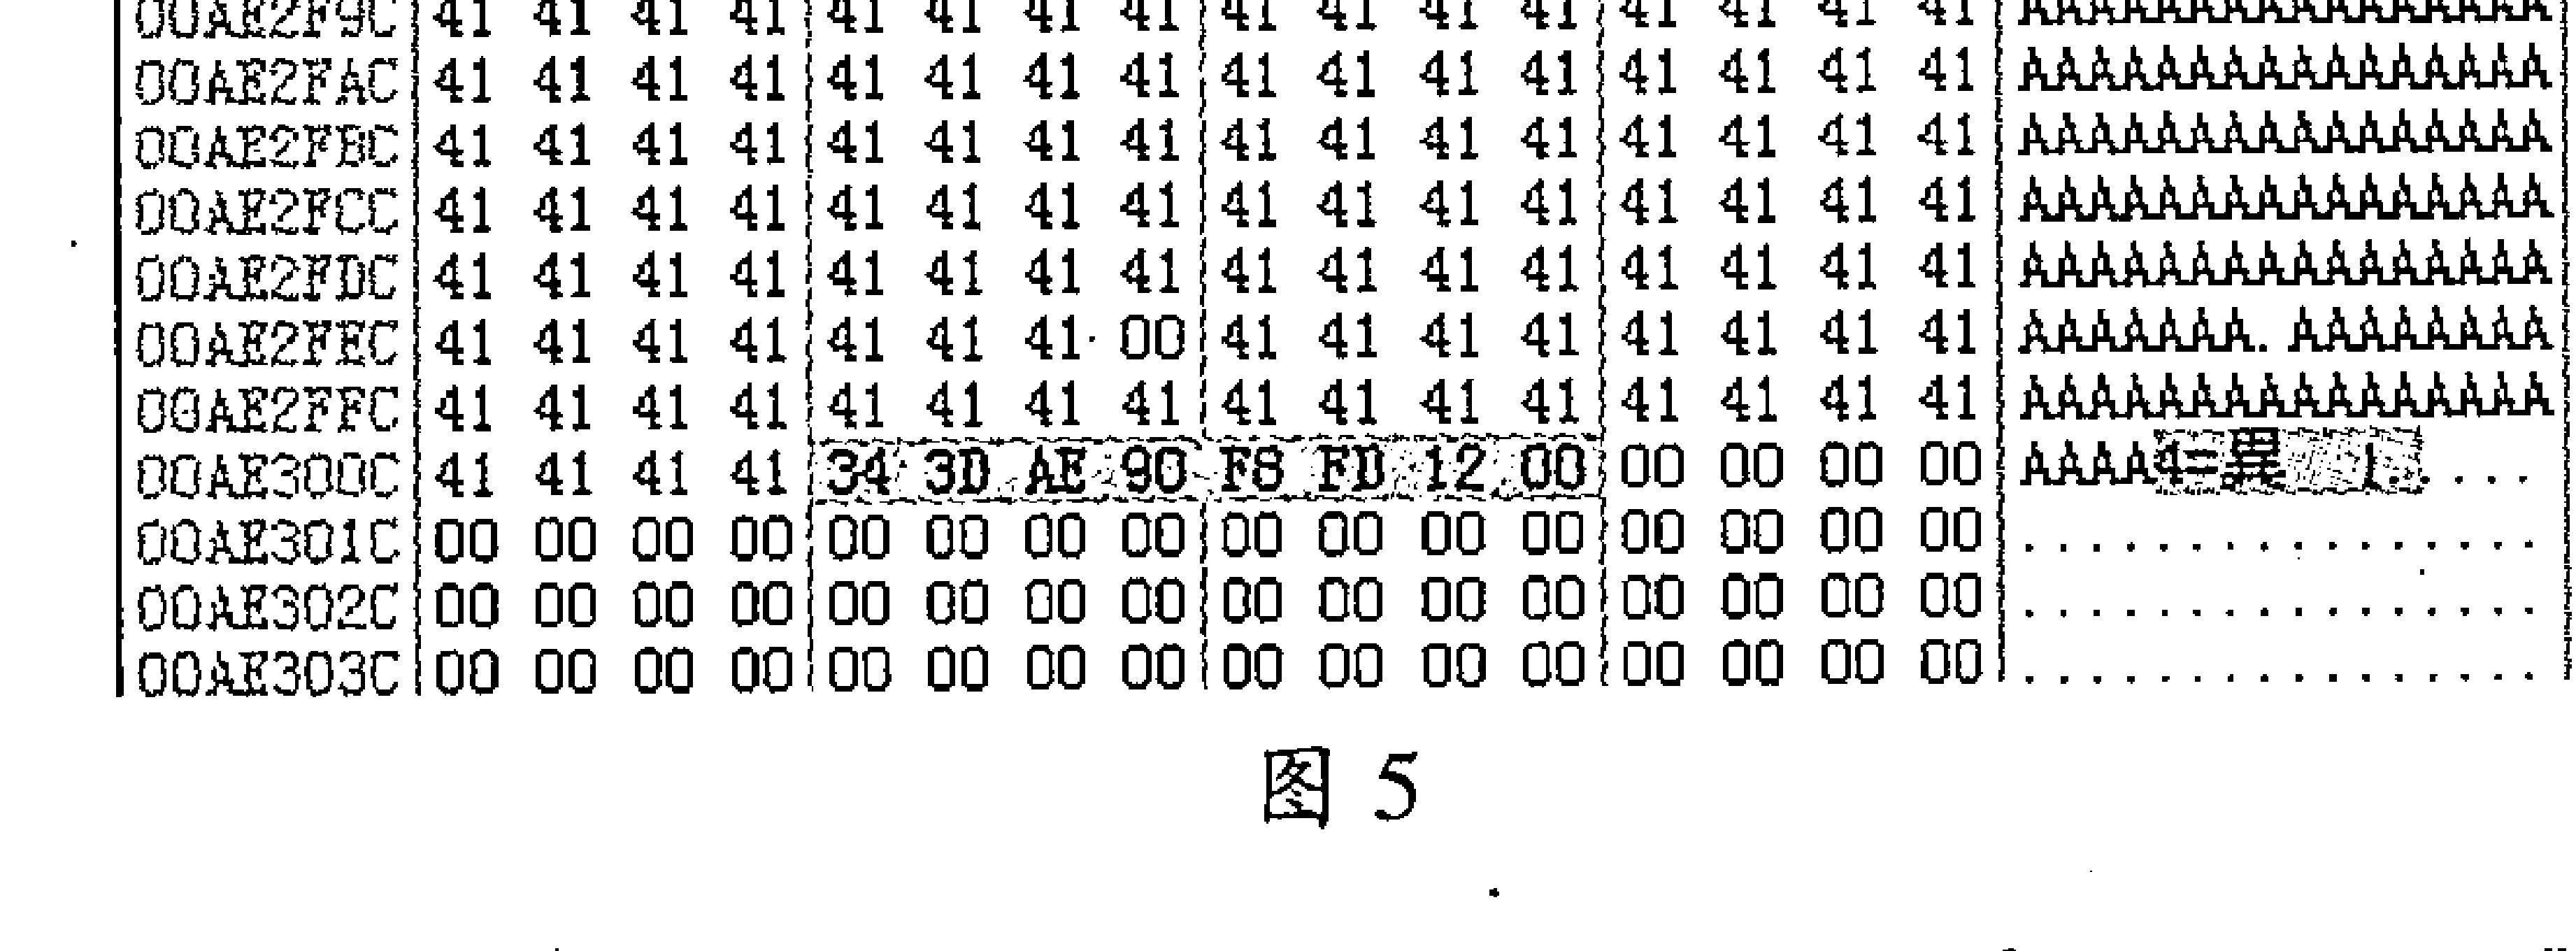 00AE2F9C 41 41 41 41 41 41 41 41 41 41 41 41 41 41 41 41 AAAAAAAAAAAAAAAA
00AE2FAC 41 41 41 41 41 41 41 41 41 41 41 41 41 41 41 41 AAAAAAAAAAAAAAAA
00AE2FBC 41 41 41 41 41 41 41 41 41 41 41 41 41 41 41 41 AAAAAAAAAAAAAAAA
00AE2FCC 41 41 41 41 41 41 41 41 41 41 41 41 41 41 41 41 AAAAAAAAAAAAAAAA
00AE2FDC 41 41 41 41 41 41 41 41 41 41 41 41 41 41 41 41 AAAAAAAAAAAAAAAA
00AE2FEC 41 41 41 41 41 41 41 00 41 41 41 41 41 41 41 41 AAAAAAA.AAAAAAAA
00AE2FFC 41 41 41 41 41 41 41 41 41 41 41 41 41 41 41 41 AAAAAAAAAAAAAAAA
00AE300C 41 41 41 41 34 3D AE 90 F8 FD 12 00 00 00 00 00 AAAA4=異 .....
00AE301C 00 00 00 00 00 00 00 00 00 00 00 00 00 00 00 00 ................
00AE302C 00 00 00 00 00 00 00 00 00 00 00 00 00 00 00 00 ................
00AE303C 00 00 00 00 00 00 00 00 00 00 00 00 00 00 00 00 ................
图 5